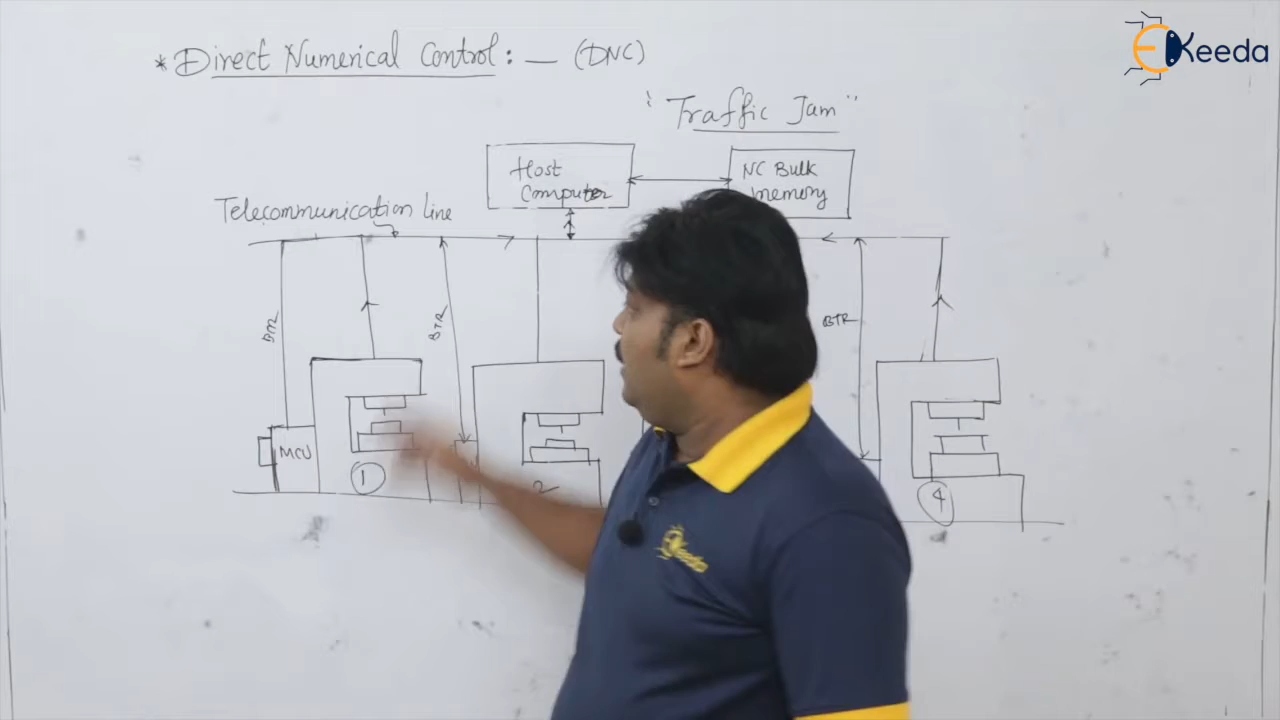 * Direct Numerical Control : — (DNC)
EKeeda
"Traffic Jam"
Host
Computer
NC Bulk
memory
Telecommunication line
BTR
BTR
MCU
1
2
4
Keeda